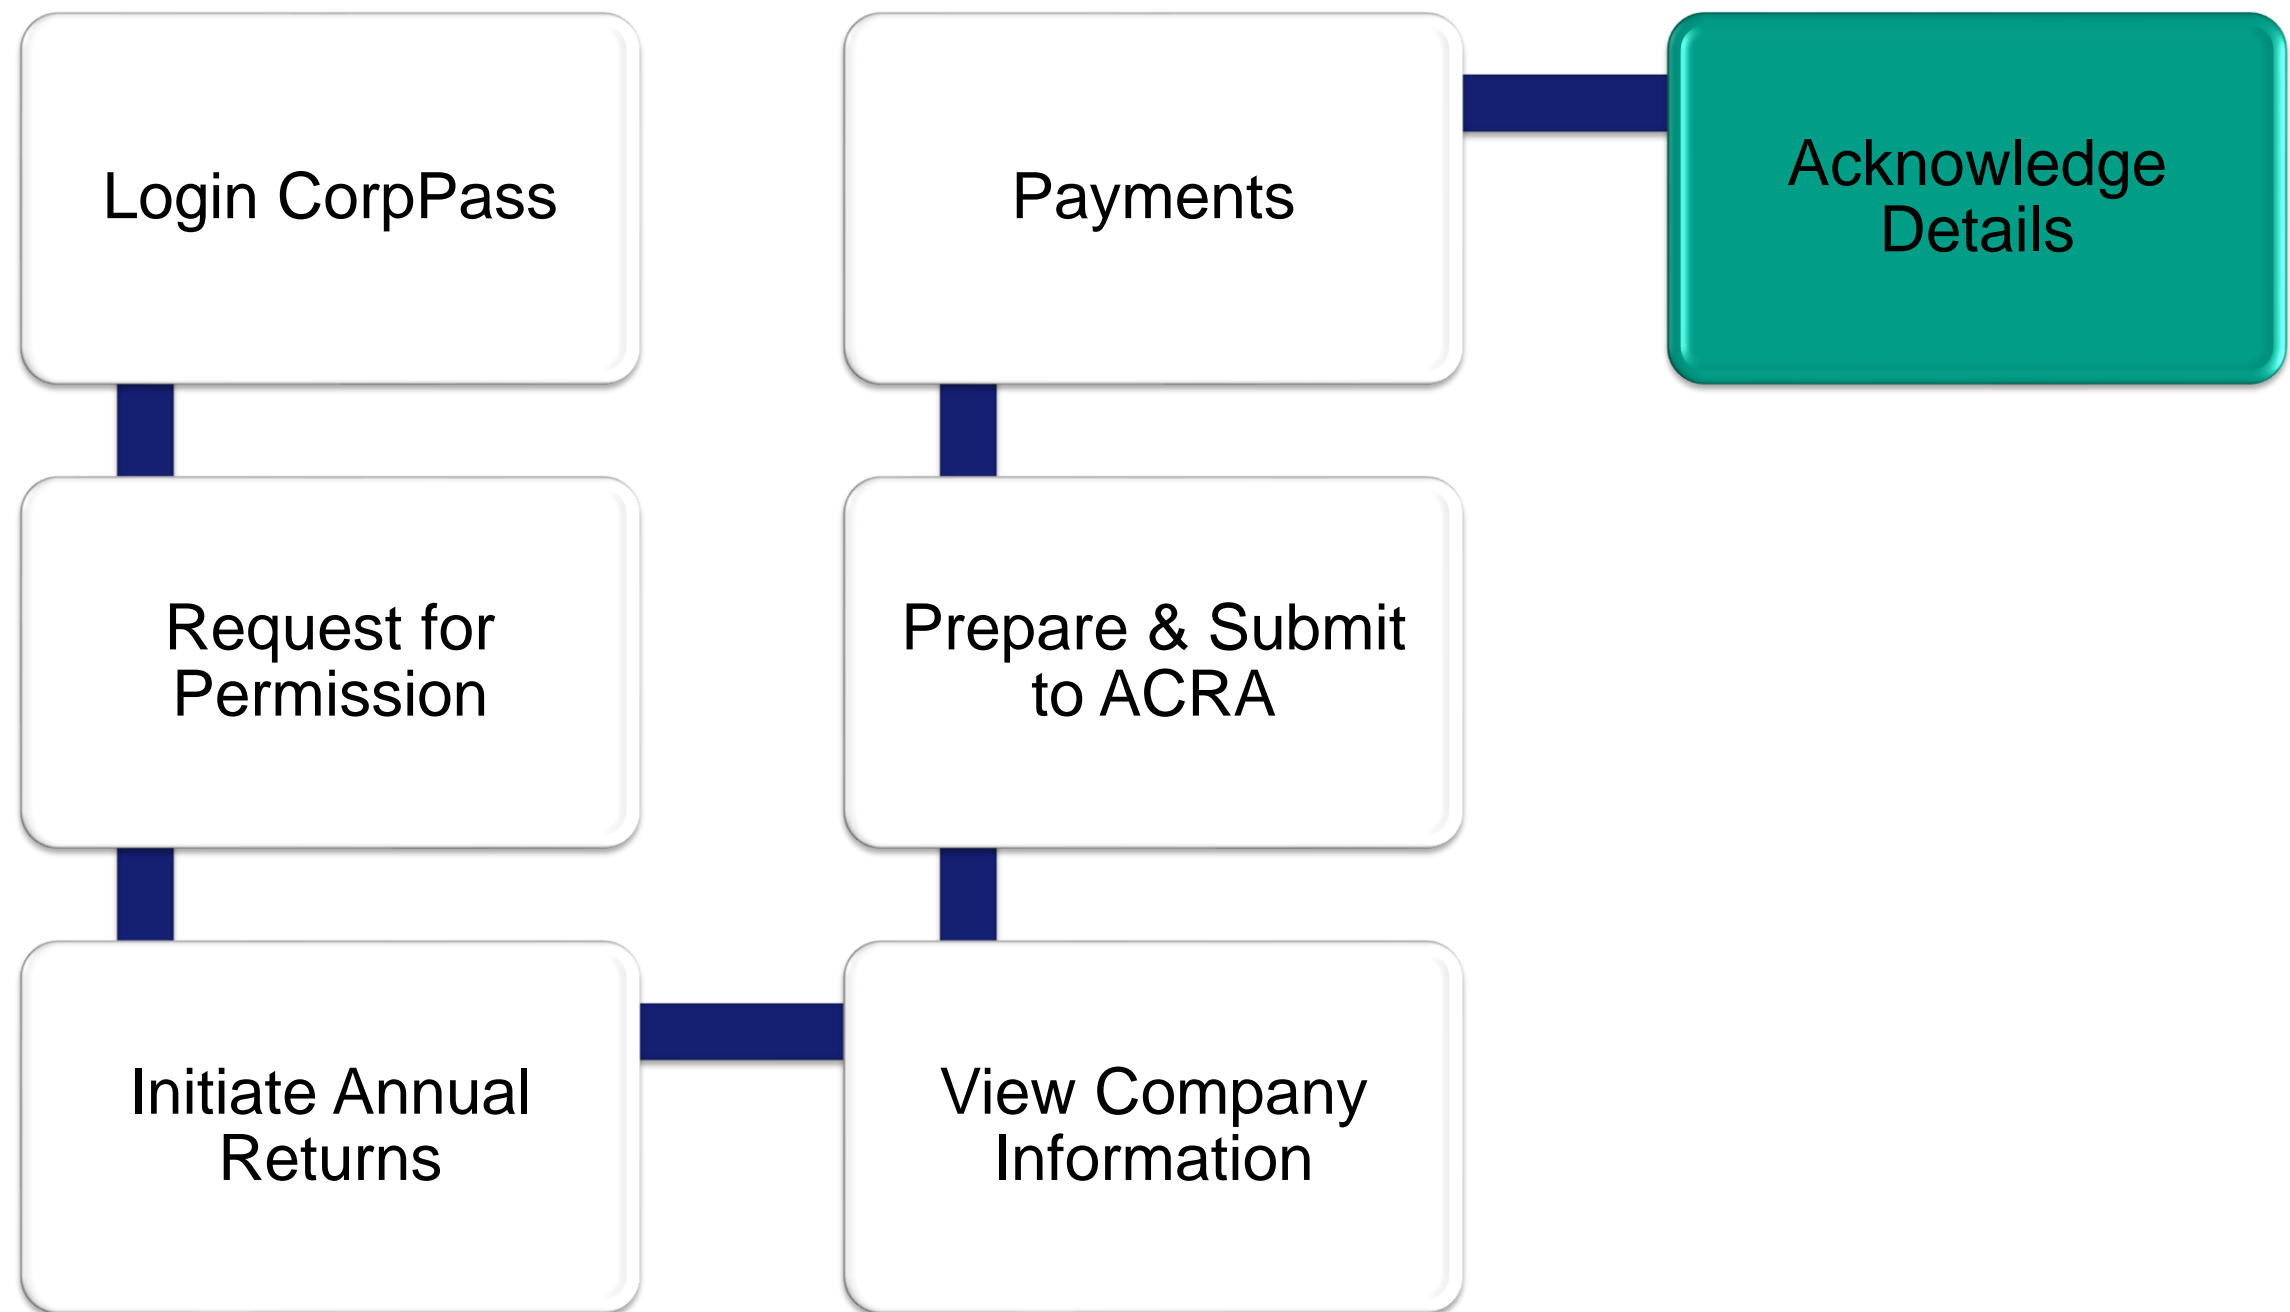 Login CorpPass
Request for
Permission
Initiate Annual
Returns
View Company
Information
Prepare & Submit
to ACRA
Payments
Acknowledge
Details